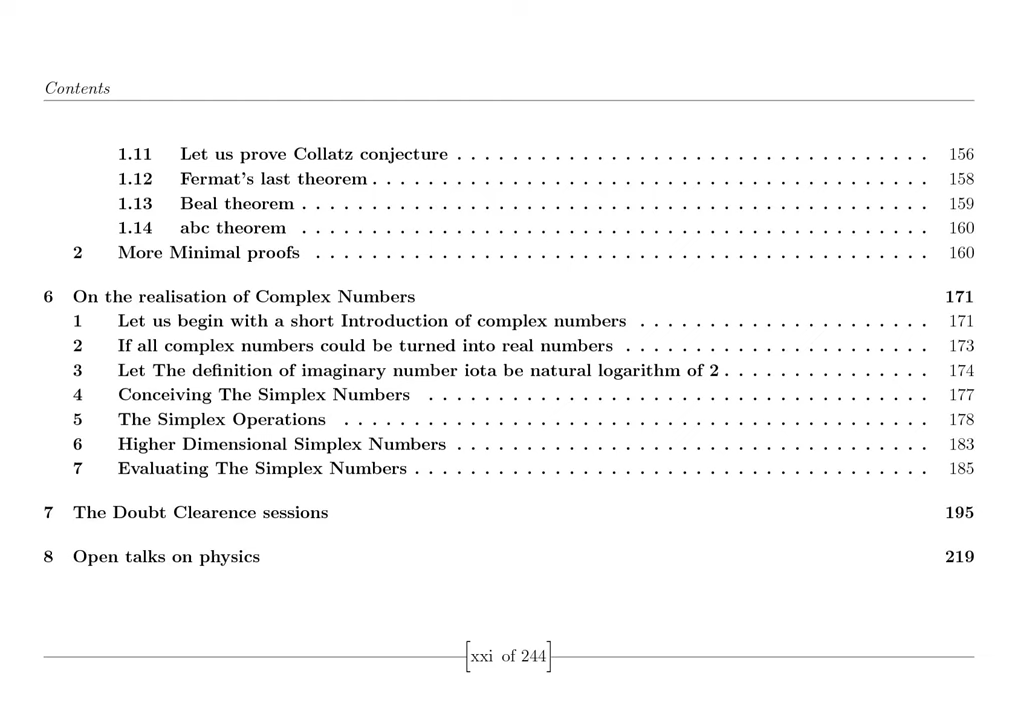 Contents
1.11 Let us prove Collatz conjecture . . . . . . . . . . . . . . . . . . . . . . . . . . . . . . . . . . 156
1.12 Fermat's last theorem . . . . . . . . . . . . . . . . . . . . . . . . . . . . . . . . . . . . . . . . 158
1.13 Beal theorem . . . . . . . . . . . . . . . . . . . . . . . . . . . . . . . . . . . . . . . . . . . . . 159
1.14 abc theorem . . . . . . . . . . . . . . . . . . . . . . . . . . . . . . . . . . . . . . . . . . . . . 160
2 More Minimal proofs . . . . . . . . . . . . . . . . . . . . . . . . . . . . . . . . . . . . . . . . . . . . 160
6 On the realisation of Complex Numbers 171
1 Let us begin with a short Introduction of complex numbers . . . . . . . . . . . . . . . . . . . . . 171
2 If all complex numbers could be turned into real numbers . . . . . . . . . . . . . . . . . . . . . . 173
3 Let The definition of imaginary number iota be natural logarithm of 2 . . . . . . . . . . . . . . . 174
4 Conceiving The Simplex Numbers . . . . . . . . . . . . . . . . . . . . . . . . . . . . . . . . . . . . 177
5 The Simplex Operations . . . . . . . . . . . . . . . . . . . . . . . . . . . . . . . . . . . . . . . . . . 178
6 Higher Dimensional Simplex Numbers . . . . . . . . . . . . . . . . . . . . . . . . . . . . . . . . . . 183
7 Evaluating The Simplex Numbers . . . . . . . . . . . . . . . . . . . . . . . . . . . . . . . . . . . . . 185
7 The Doubt Clearence sessions 195
8 Open talks on physics 219
[xxi of 244]